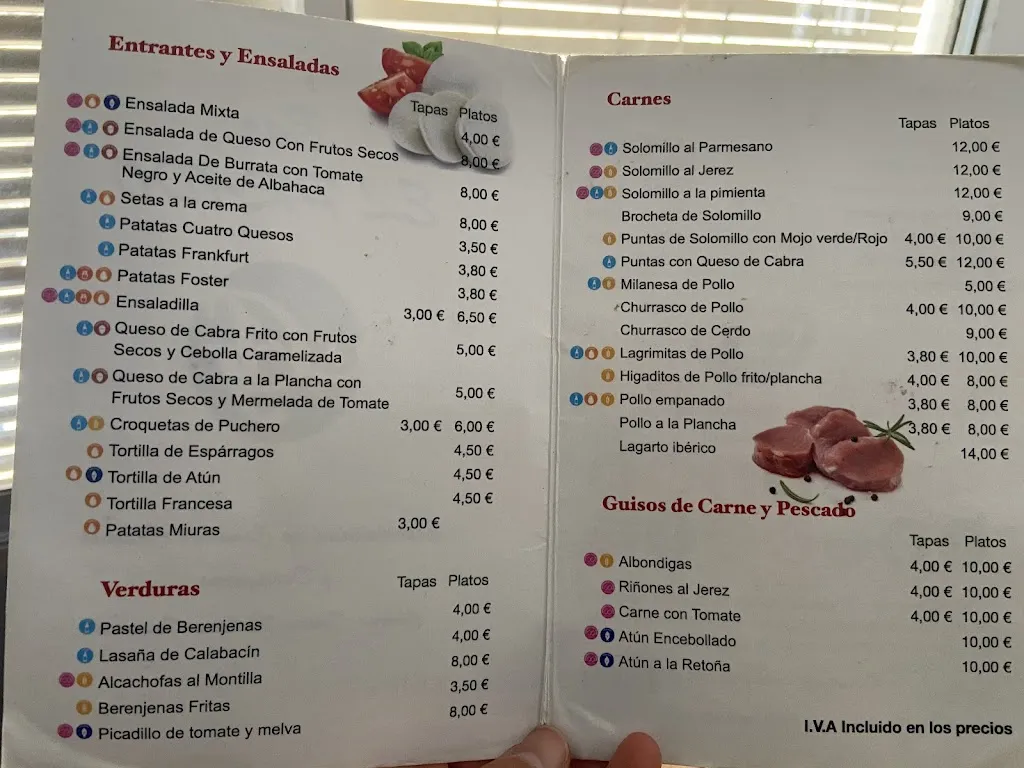 Entrantes y Ensaladas
Tapas Platos
Ensalada Mixta 4,00 €
Ensalada de Queso Con Frutos Secos 8,00 €
Ensalada De Burrata con Tomate
Negro y Aceite de Albahaca 8,00 €
Setas a la crema 8,00 €
Patatas Cuatro Quesos 3,50 €
Patatas Frankfurt 3,80 €
Patatas Foster 3,80 €
Ensaladilla 3,00 € 6,50 €
Queso de Cabra Frito con Frutos
Secos y Cebolla Caramelizada 5,00 €
Queso de Cabra a la Plancha con
Frutos Secos y Mermelada de Tomate 5,00 €
Croquetas de Puchero 3,00 € 6,00 €
Tortilla de Espárragos 4,50 €
Tortilla de Atún 4,50 €
Tortilla Francesa 4,50 €
Patatas Miuras 3,00 €
Verduras
Tapas Platos
Pastel de Berenjenas 4,00 €
Lasaña de Calabacín 4,00 €
Alcachofas al Montilla 8,00 €
Berenjenas Fritas 3,50 €
Picadillo de tomate y melva 8,00 €
Carnes
Tapas Platos
Solomillo al Parmesano 12,00 €
Solomillo al Jerez 12,00 €
Solomillo a la pimienta 12,00 €
Brocheta de Solomillo 9,00 €
Puntas de Solomillo con Mojo verde/Rojo 4,00 € 10,00 €
Puntas con Queso de Cabra 5,50 € 12,00 €
Milanesa de Pollo 5,00 €
Churrasco de Pollo 4,00 € 10,00 €
Churrasco de Cerdo 9,00 €
Lagrimitas de Pollo 3,80 € 10,00 €
Higaditos de Pollo frito/plancha 4,00 € 8,00 €
Pollo empanado 3,80 € 8,00 €
Pollo a la Plancha 3,80 € 8,00 €
Lagarto ibérico 14,00 €
Guisos de Carne y Pescado
Tapas Platos
Albondigas 4,00 € 10,00 €
Riñones al Jerez 4,00 € 10,00 €
Carne con Tomate 4,00 € 10,00 €
Atún Encebollado 10,00 €
Atún a la Retoña 10,00 €
I.V.A Incluido en los precios